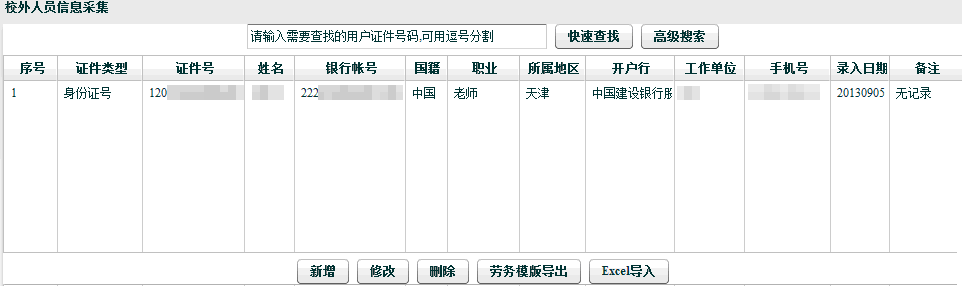 校外人员信息采集
请输入需要查找的用户证件号码,可用逗号分割 快速查找 高级搜索
序号 证件类型 证件号 姓名 银行帐号 国籍 职业 所属地区 开户行 工作单位 手机号 录入日期 备注
1 身份证号 120 222 中国 老师 天津 中国建设银行 20130905 无记录
新增 修改 删除 劳务模版导出 Excel导入